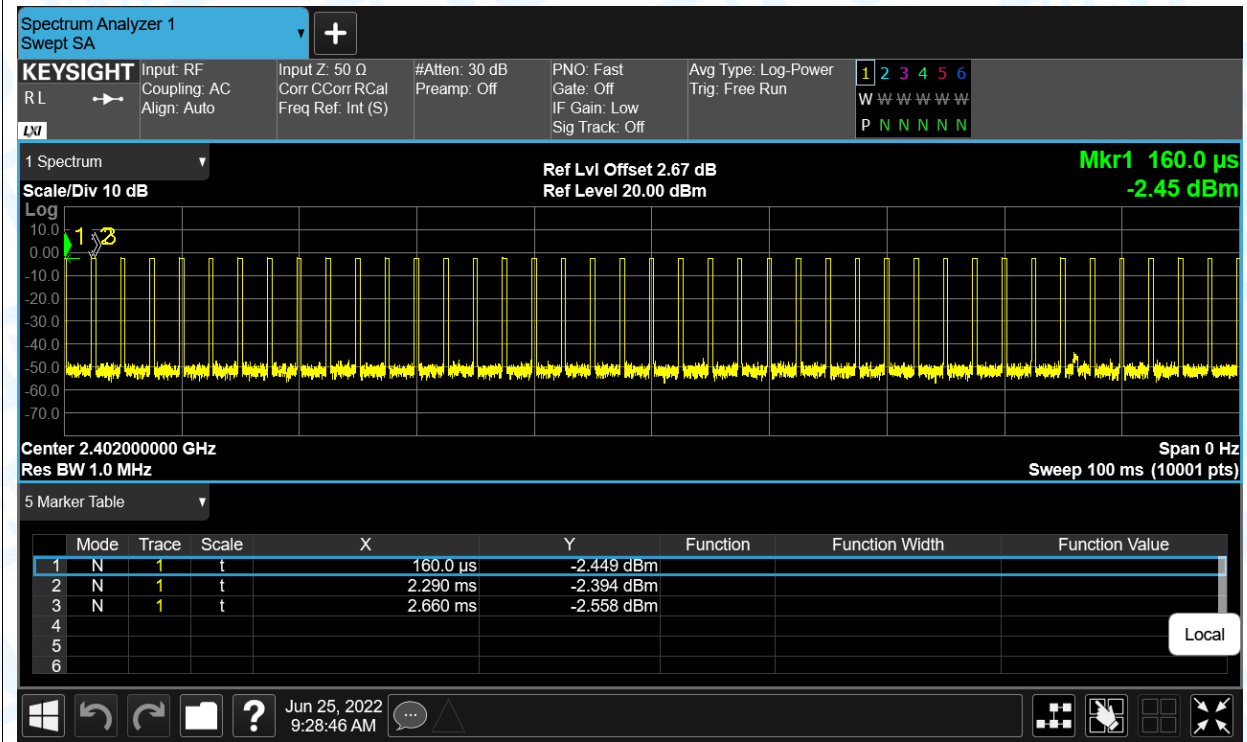 Spectrum Analyzer 1
Swept SA
KEYSIGHT
R L
LXI
Input: RF
Coupling: AC
Align: Auto
Input Z: 50 Ω
Corr CCorr RCal
Freq Ref: Int (S)
#Atten: 30 dB
Preamp: Off
PNO: Fast
Gate: Off
IF Gain: Low
Sig Track: Off
Avg Type: Log-Power
Trig: Free Run
1 2 3 4 5 6
W W W W W W
P N N N N N
1 Spectrum
Scale/Div 10 dB
Ref Lvl Offset 2.67 dB
Ref Level 20.00 dBm
Mkr1 160.0 µs
-2.45 dBm
Log
10.0
0.00
-10.0
-20.0
-30.0
-40.0
-50.0
-60.0
-70.0
1 2 3
Center 2.402000000 GHz
Res BW 1.0 MHz
Span 0 Hz
Sweep 100 ms (10001 pts)
5 Marker Table
Mode Trace Scale X Y Function Function Width Function Value
1 N 1 t 160.0 µs -2.449 dBm
2 N 1 t 2.290 ms -2.394 dBm
3 N 1 t 2.660 ms -2.558 dBm
4
5
6
Local
?
Jun 25, 2022
9:28:46 AM